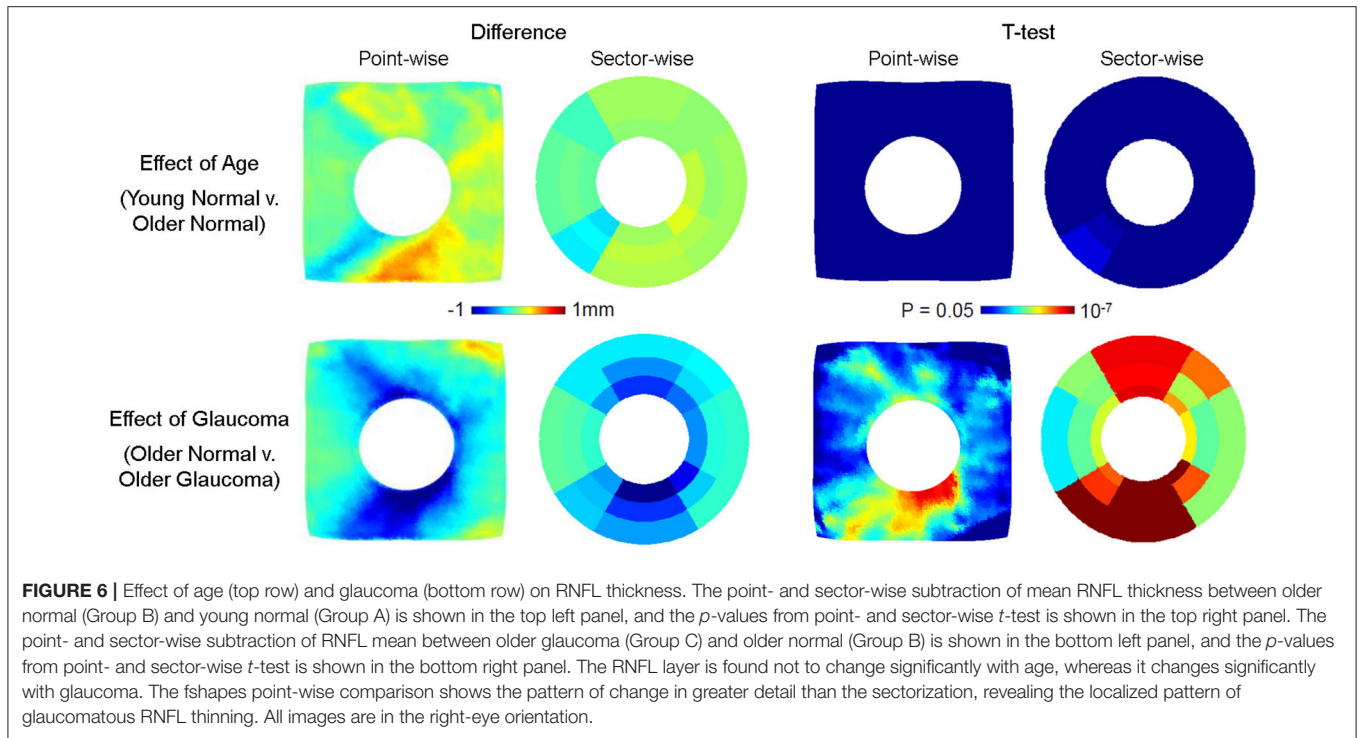 Difference
T-test
Point-wise
Sector-wise
Point-wise
Sector-wise
Effect of Age
(Young Normal v.
Older Normal)
-1
1mm
P = 0.05
10-7
Effect of Glaucoma
(Older Normal v.
Older Glaucoma)
FIGURE 6 | Effect of age (top row) and glaucoma (bottom row) on RNFL thickness. The point- and sector-wise subtraction of mean RNFL thickness between older
normal (Group B) and young normal (Group A) is shown in the top left panel, and the p-values from point- and sector-wise t-test is shown in the top right panel. The
point- and sector-wise subtraction of RNFL mean between older glaucoma (Group C) and older normal (Group B) is shown in the bottom left panel, and the p-values
from point- and sector-wise t-test is shown in the bottom right panel. The RNFL layer is found not to change significantly with age, whereas it changes significantly
with glaucoma. The fshapes point-wise comparison shows the pattern of change in greater detail than the sectorization, revealing the localized pattern of
glaucomatous RNFL thinning. All images are in the right-eye orientation.